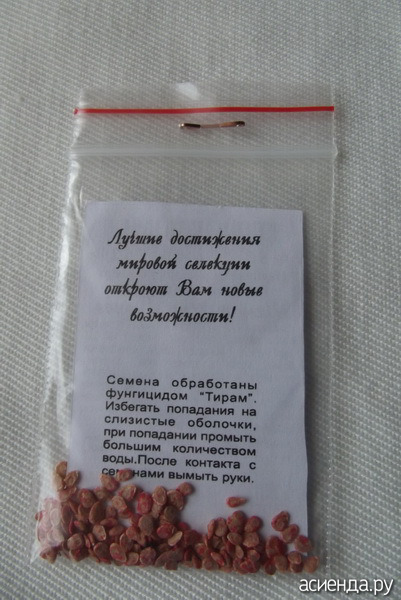 Лучшие достижения
мировой селекции
откроют Вам новые
возможности!
Семена обработаны
фунгицидом "Тирам".
Избегать попадания на
слизистые оболочки,
при попадании промыть
большим количеством
воды.После контакта с
семенами вымыть руки.
асиенда.ру